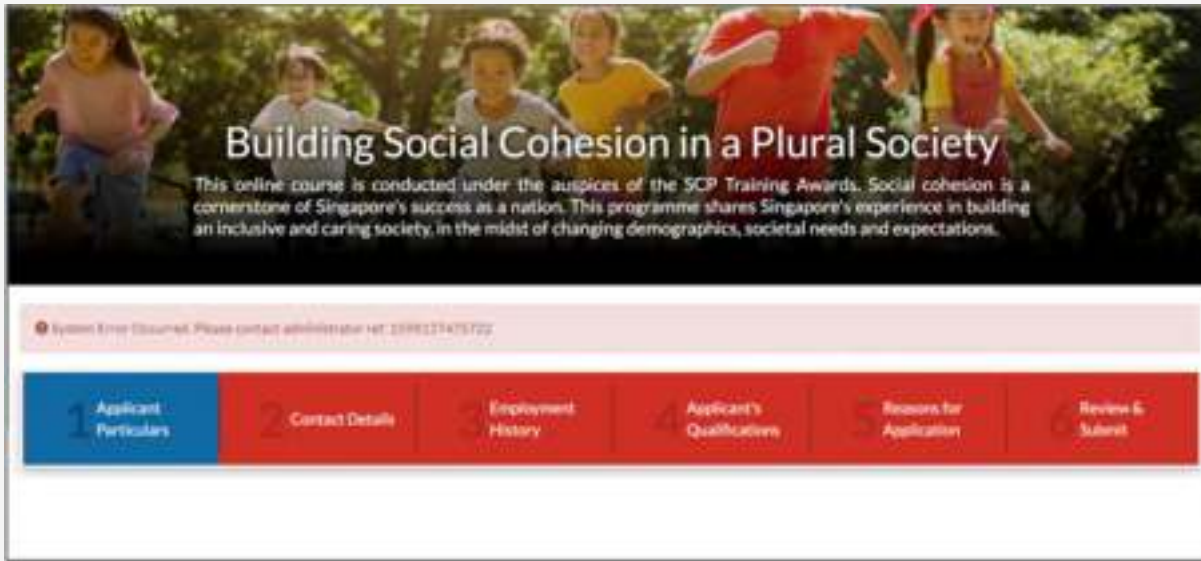 Building Social Cohesion in a Plural Society
This online course is conducted under the auspices of the SCP Training Awards. Social cohesion is a
cornerstone of Singapore's success as a nation. This programme shares Singapore's experience in building
an inclusive and caring society, in the midst of changing demographics, societal needs and expectations.
System Error Occurred. Please contact administrator ref:
1 Applicant
Particulars
2 Contact Details
3 Employment
History
4 Applicant's
Qualifications
5 Reasons for
Application
6 Review &
Submit